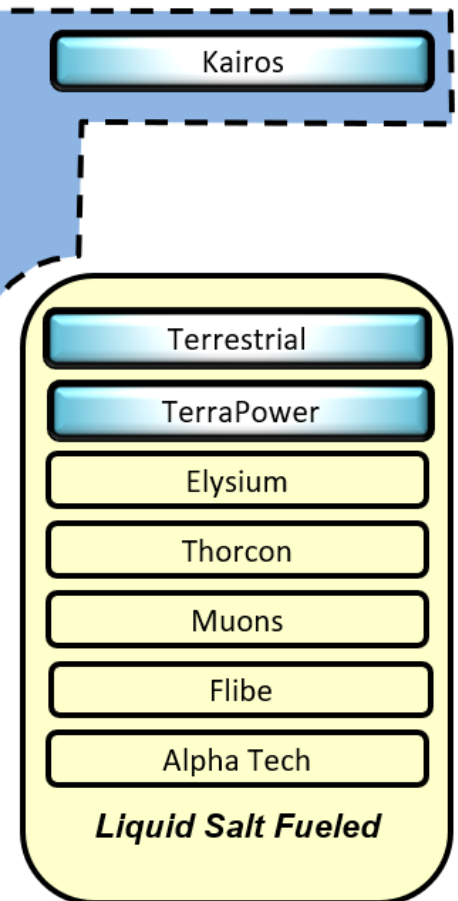 Kairos
Terrestrial
TerraPower
Elysium
Thorcon
Muons
Flibe
Alpha Tech
Liquid Salt Fueled